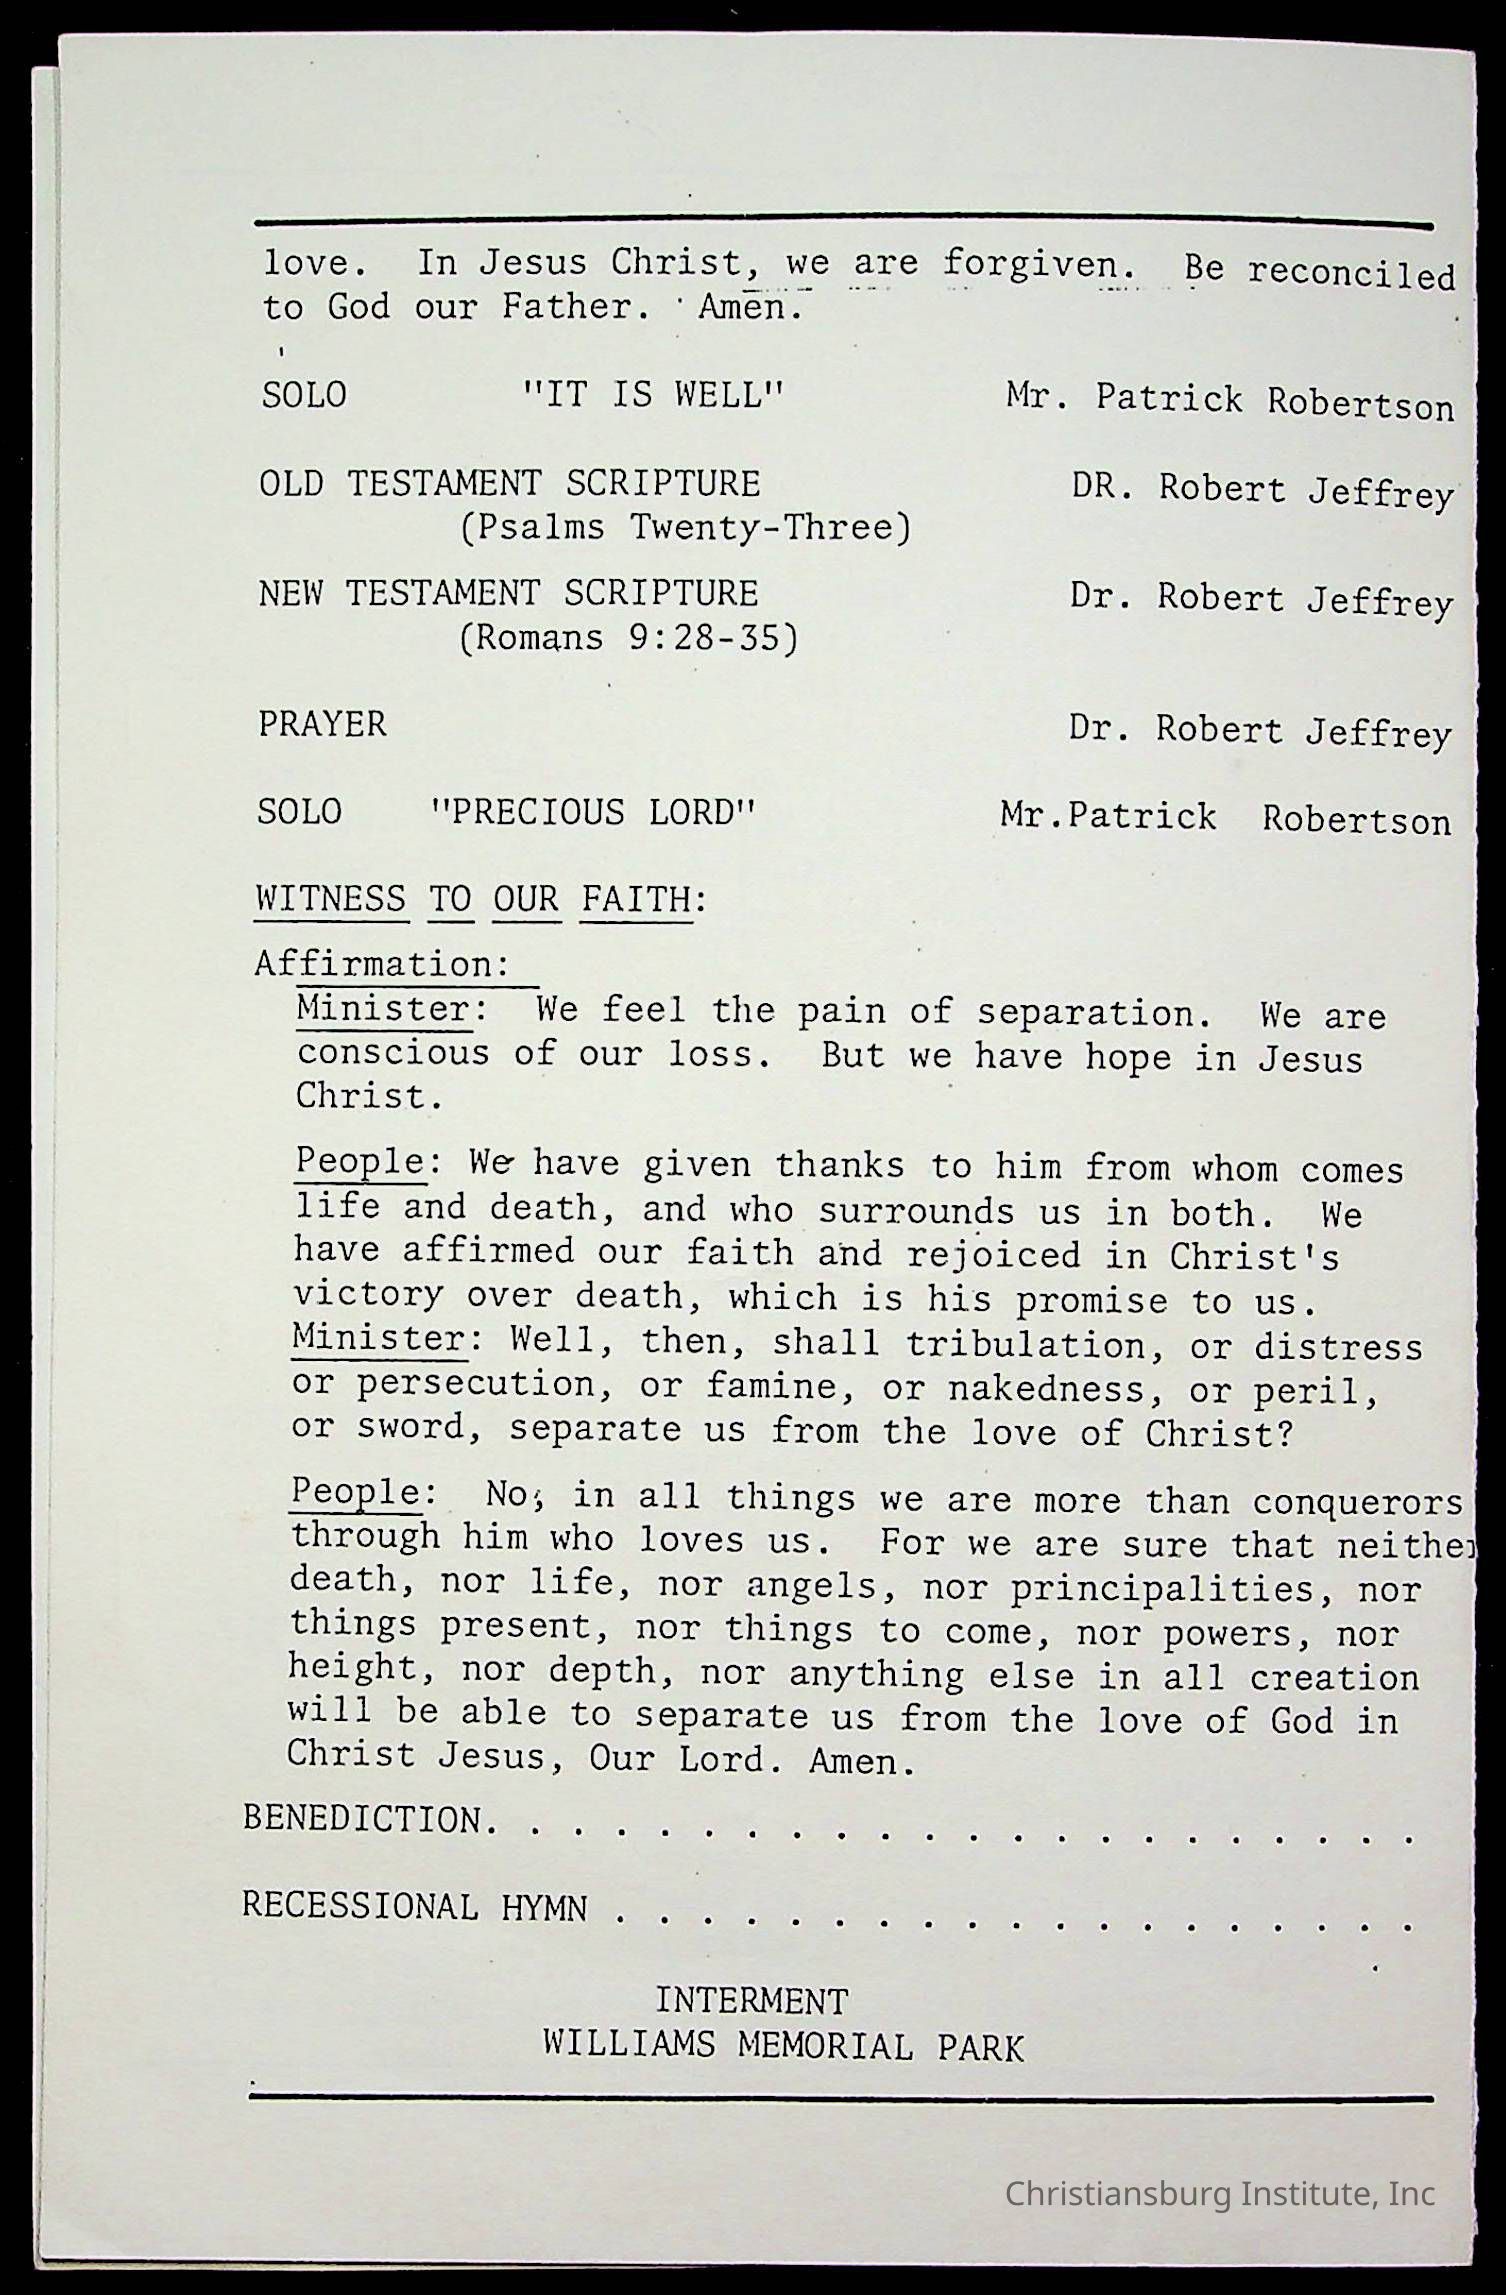 love.  In Jesus Christ, we are forgiven.  Be reconciled
to God our Father.  Amen.
SOLO "IT IS WELL" Mr. Patrick Robertson
OLD TESTAMENT SCRIPTURE DR. Robert Jeffrey
(Psalms Twenty-Three)
NEW TESTAMENT SCRIPTURE Dr. Robert Jeffrey
(Romans 9:28-35)
PRAYER Dr. Robert Jeffrey
SOLO "PRECIOUS LORD" Mr.Patrick Robertson
WITNESS TO OUR FAITH:
Affirmation:
Minister:  We feel the pain of separation.  We are
conscious of our loss.  But we have hope in Jesus
Christ.
People: We have given thanks to him from whom comes
life and death, and who surrounds us in both.  We
have affirmed our faith and rejoiced in Christ's
victory over death, which is his promise to us.
Minister: Well, then, shall tribulation, or distress
or persecution, or famine, or nakedness, or peril,
or sword, separate us from the love of Christ?
People:  No; in all things we are more than conquerors
through him who loves us.  For we are sure that neither
death, nor life, nor angels, nor principalities, nor
things present, nor things to come, nor powers, nor
height, nor depth, nor anything else in all creation
will be able to separate us from the love of God in
Christ Jesus, Our Lord. Amen.
BENEDICTION. . . . . . . . . . . . . . . . . . . . . .
RECESSIONAL HYMN . . . . . . . . . . . . . . . . . . .
INTERMENT
WILLIAMS MEMORIAL PARK
Christiansburg Institute, Inc